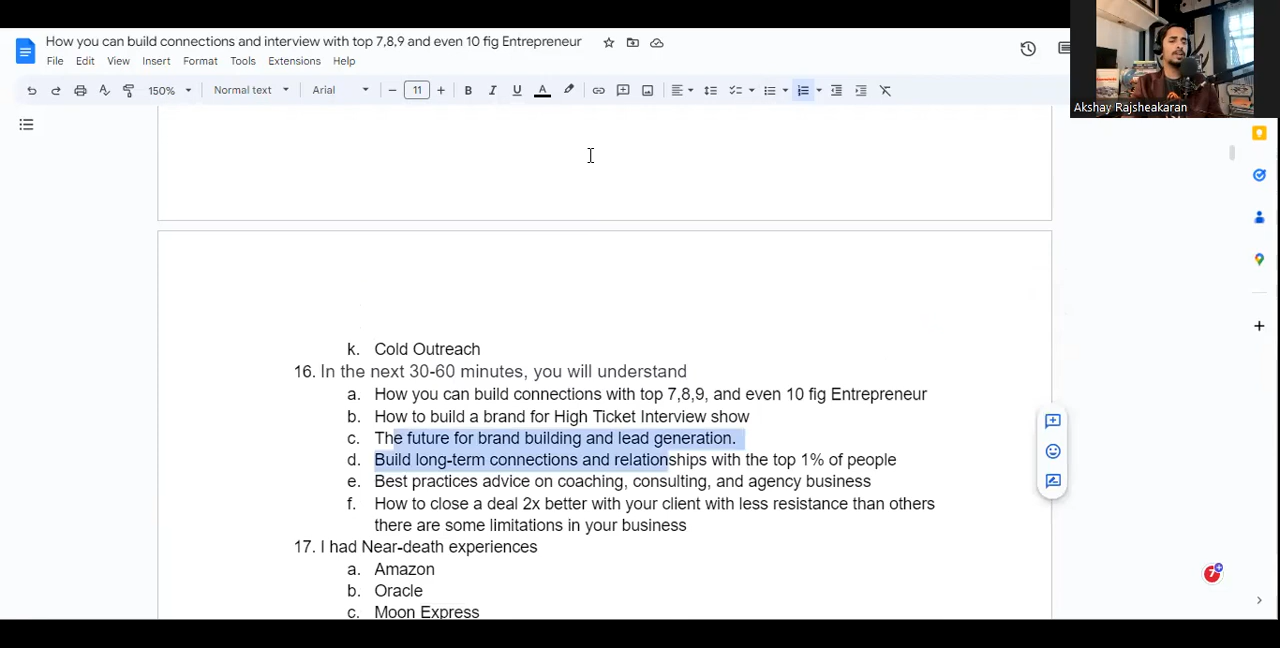 How you can build connections and interview with top 7,8,9 and even 10 fig Entrepreneur
File Edit View Insert Format Tools Extensions Help
150% Normal text Arial 11
Akshay Rajsheakaran
k. Cold Outreach
16. In the next 30-60 minutes, you will understand
a. How you can build connections with top 7,8,9, and even 10 fig Entrepreneur
b. How to build a brand for High Ticket Interview show
c. The future for brand building and lead generation.
d. Build long-term connections and relationships with the top 1% of people
e. Best practices advice on coaching, consulting, and agency business
f. How to close a deal 2x better with your client with less resistance than others
there are some limitations in your business
17. I had Near-death experiences
a. Amazon
b. Oracle
c. Moon Express